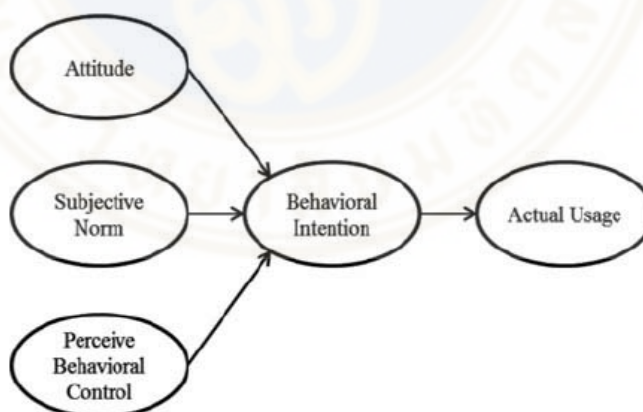 Attitude
Subjective
Norm
Behavioral
Intention
Actual Usage
Perceive
Behavioral
Control